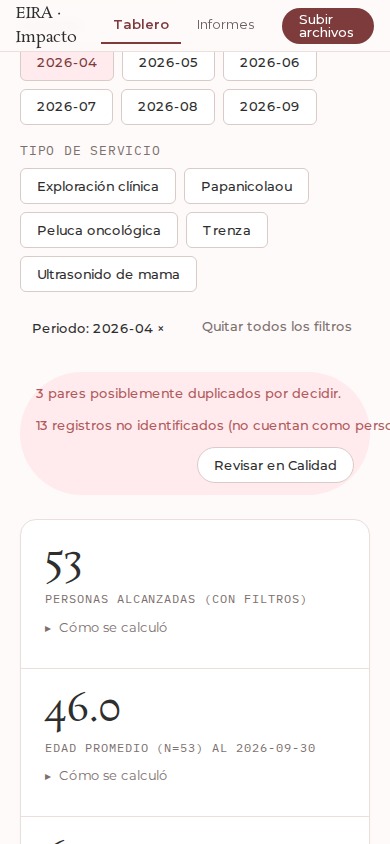 EIRA ·
Impacto
Tablero
Informes
Subir
archivos
2026-04
2026-05
2026-06
2026-07
2026-08
2026-09
TIPO DE SERVICIO
Exploración clínica
Papanicolaou
Peluca oncológica
Trenza
Ultrasonido de mama
Periodo: 2026-04 ×
Quitar todos los filtros
3 pares posiblemente duplicados por decidir.
13 registros no identificados (no cuentan como perso
Revisar en Calidad
53
PERSONAS ALCANZADAS (CON FILTROS)
▸ Cómo se calculó
46.0
EDAD PROMEDIO (N=53) AL 2026-09-30
▸ Cómo se calculó